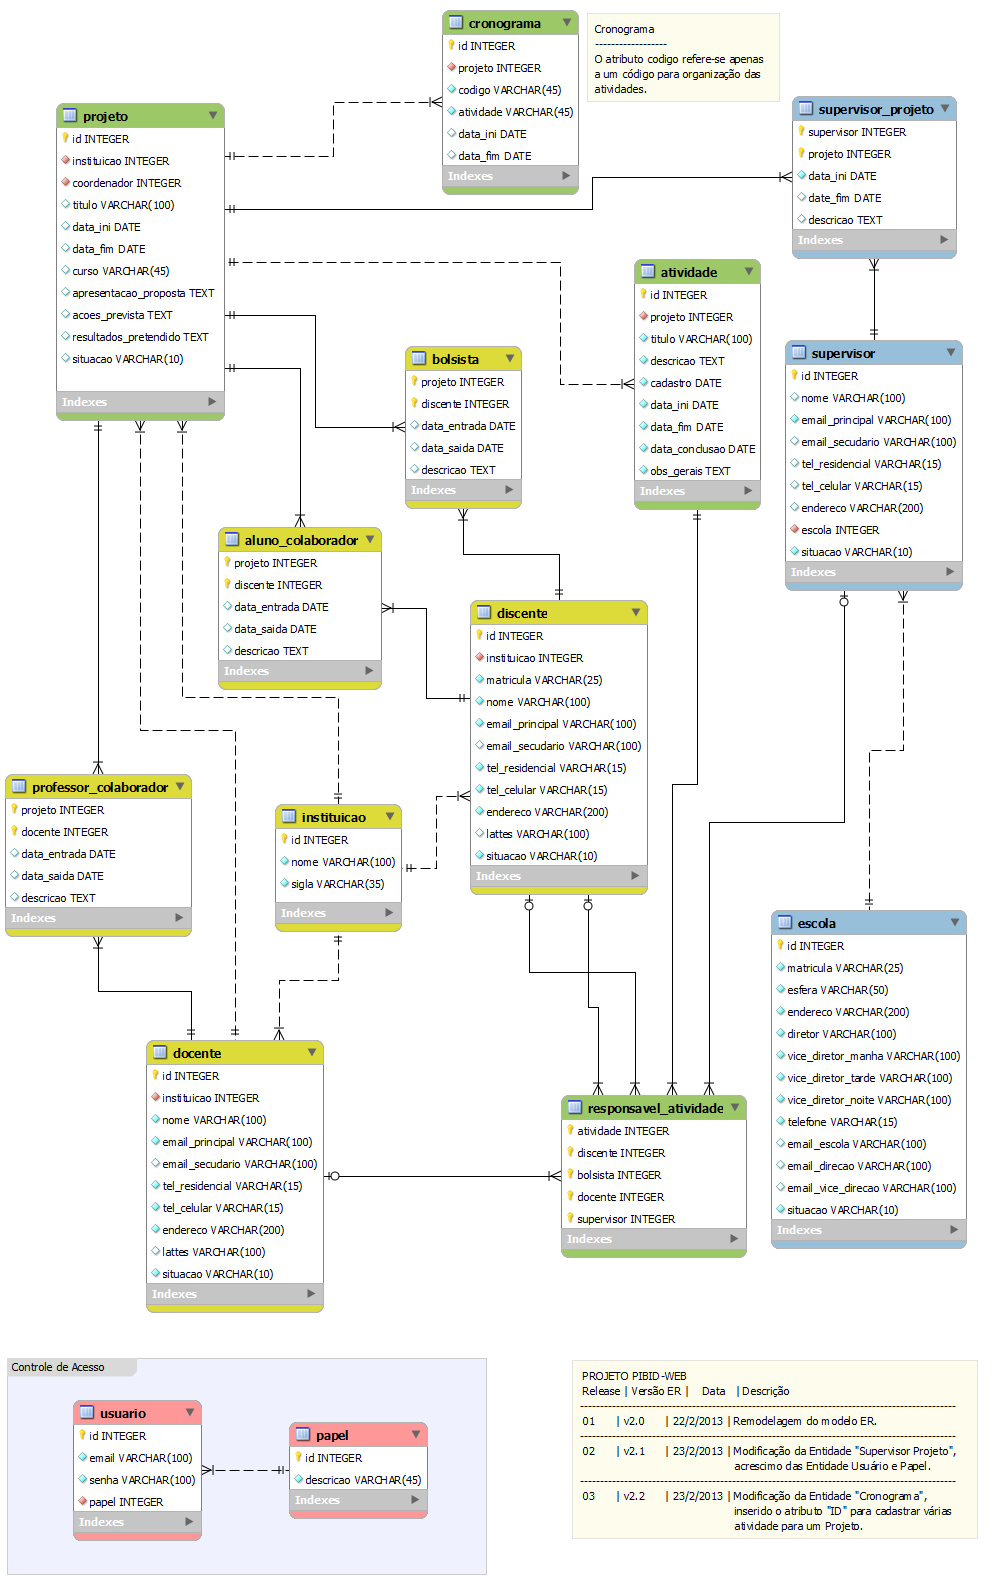 cronograma
id INTEGER
projeto INTEGER
codigo VARCHAR(45)
atividade VARCHAR(45)
data_ini DATE
data_fim DATE
Indexes
Cronograma
------------------
O atributo codigo refere-se apenas
a um código para organização das
atividades.
projeto
id INTEGER
instituicao INTEGER
coordenador INTEGER
titulo VARCHAR(100)
data_ini DATE
data_fim DATE
curso VARCHAR(45)
apresentacao_proposta TEXT
acoes_prevista TEXT
resultados_pretendido TEXT
situacao VARCHAR(10)
Indexes
supervisor_projeto
supervisor INTEGER
projeto INTEGER
data_ini DATE
date_fim DATE
descricao TEXT
Indexes
atividade
id INTEGER
projeto INTEGER
titulo VARCHAR(100)
descricao TEXT
cadastro DATE
data_ini DATE
data_fim DATE
data_conclusao DATE
obs_gerais TEXT
Indexes
bolsista
projeto INTEGER
discente INTEGER
data_entrada DATE
data_saida DATE
descricao TEXT
Indexes
supervisor
id INTEGER
nome VARCHAR(100)
email_principal VARCHAR(100)
email_secudario VARCHAR(100)
tel_residencial VARCHAR(15)
tel_celular VARCHAR(15)
endereco VARCHAR(200)
escola INTEGER
situacao VARCHAR(10)
Indexes
aluno_colaborador
projeto INTEGER
discente INTEGER
data_entrada DATE
data_saida DATE
descricao TEXT
Indexes
discente
id INTEGER
instituicao INTEGER
matricula VARCHAR(25)
nome VARCHAR(100)
email_principal VARCHAR(100)
email_secudario VARCHAR(100)
tel_residencial VARCHAR(15)
tel_celular VARCHAR(15)
endereco VARCHAR(200)
lattes VARCHAR(100)
situacao VARCHAR(10)
Indexes
professor_colaborador
projeto INTEGER
docente INTEGER
data_entrada DATE
data_saida DATE
descricao TEXT
Indexes
instituicao
id INTEGER
nome VARCHAR(100)
sigla VARCHAR(35)
Indexes
escola
id INTEGER
matricula VARCHAR(25)
esfera VARCHAR(50)
endereco VARCHAR(200)
diretor VARCHAR(100)
vice_diretor_manha VARCHAR(100)
vice_diretor_tarde VARCHAR(100)
vice_diretor_noite VARCHAR(100)
telefone VARCHAR(15)
email_escola VARCHAR(100)
email_direcao VARCHAR(100)
email_vice_direcao VARCHAR(100)
situacao VARCHAR(10)
Indexes
docente
id INTEGER
instituicao INTEGER
nome VARCHAR(100)
email_principal VARCHAR(100)
email_secudario VARCHAR(100)
tel_residencial VARCHAR(15)
tel_celular VARCHAR(15)
endereco VARCHAR(200)
lattes VARCHAR(100)
situacao VARCHAR(10)
Indexes
responsavel_atividade
atividade INTEGER
discente INTEGER
bolsista INTEGER
docente INTEGER
supervisor INTEGER
Indexes
Controle de Acesso
usuario
id INTEGER
email VARCHAR(100)
senha VARCHAR(100)
papel INTEGER
Indexes
papel
id INTEGER
descricao VARCHAR(45)
Indexes
PROJETO PIBID-WEB
Release | Versão ER | Data | Descrição
01 | v2.0 | 22/2/2013 | Remodelagem do modelo ER.
02 | v2.1 | 23/2/2013 | Modificação da Entidade "Supervisor Projeto",
acrescimo das Entidade Usuário e Papel.
03 | v2.2 | 23/2/2013 | Modificação da Entidade "Cronograma",
inserido o atributo "ID" para cadastrar várias
atividade para um Projeto.